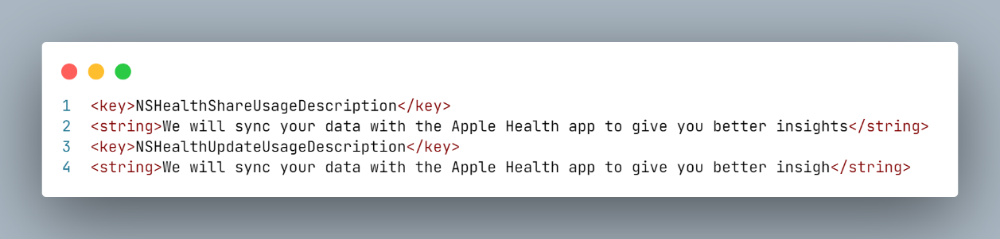 1 <key>NSHealthShareUsageDescription</key>
2 <string>We will sync your data with the Apple Health app to give you better insights</string>
3 <key>NSHealthUpdateUsageDescription</key>
4 <string>We will sync your data with the Apple Health app to give you better insigh</string>